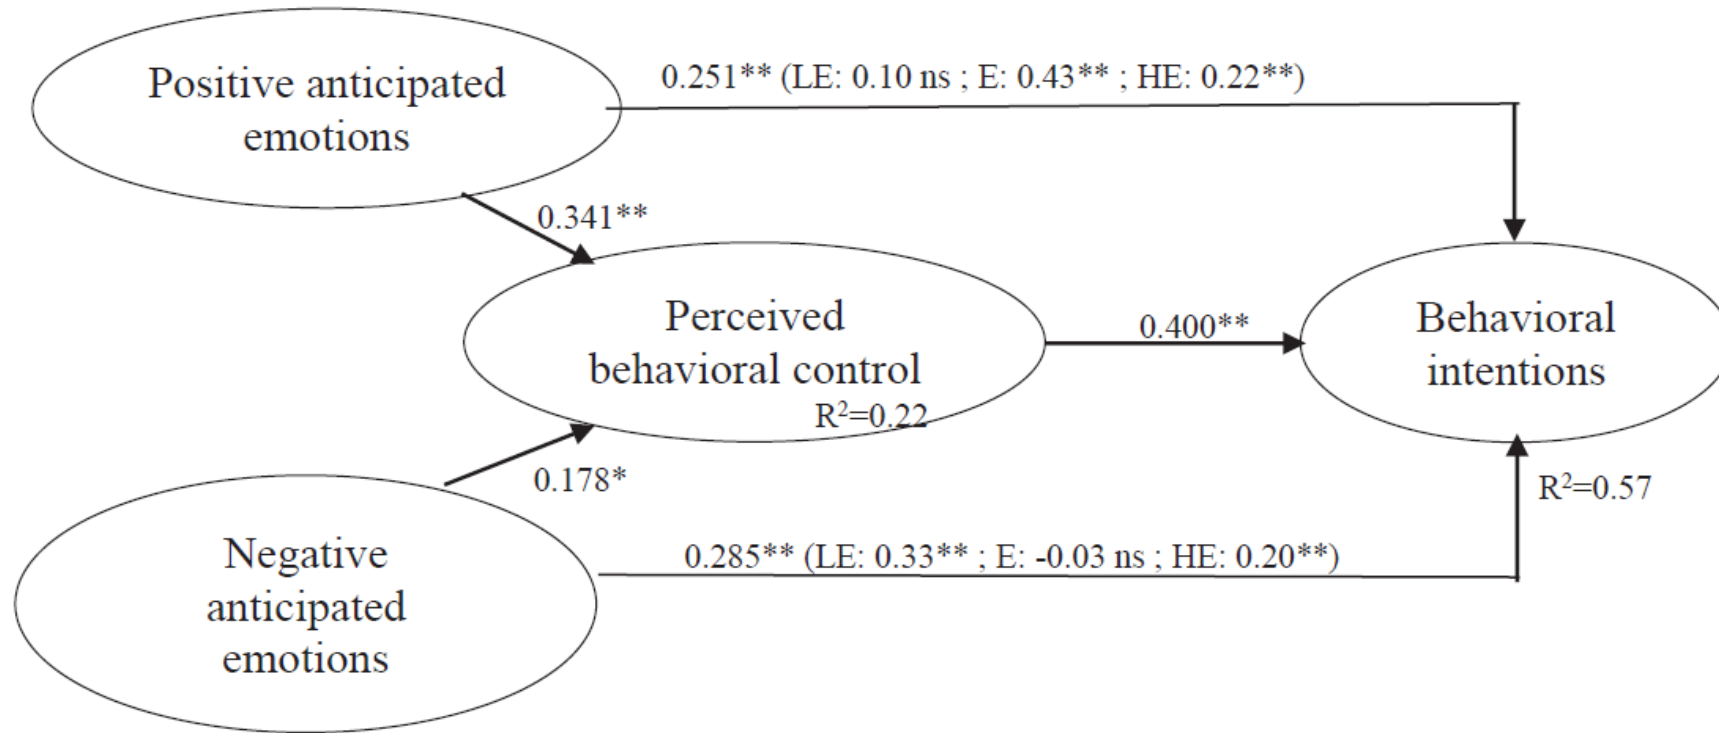 Positive anticipated
emotions
0.251** (LE: 0.10 ns ; E: 0.43** ; HE: 0.22**)
0.341**
Perceived
behavioral control
R²=0.22
0.400**
Behavioral
intentions
R²=0.57
0.178*
Negative
anticipated
emotions
0.285** (LE: 0.33** ; E: -0.03 ns ; HE: 0.20**)